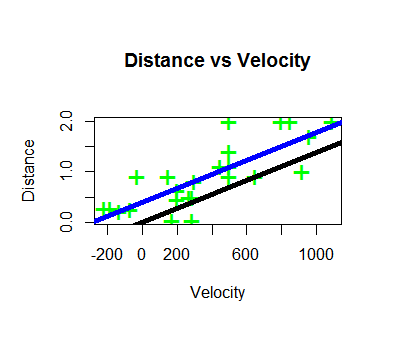 Distance vs Velocity
Distance
2.0
1.0
0.0
-200 0 200 600 1000
Velocity